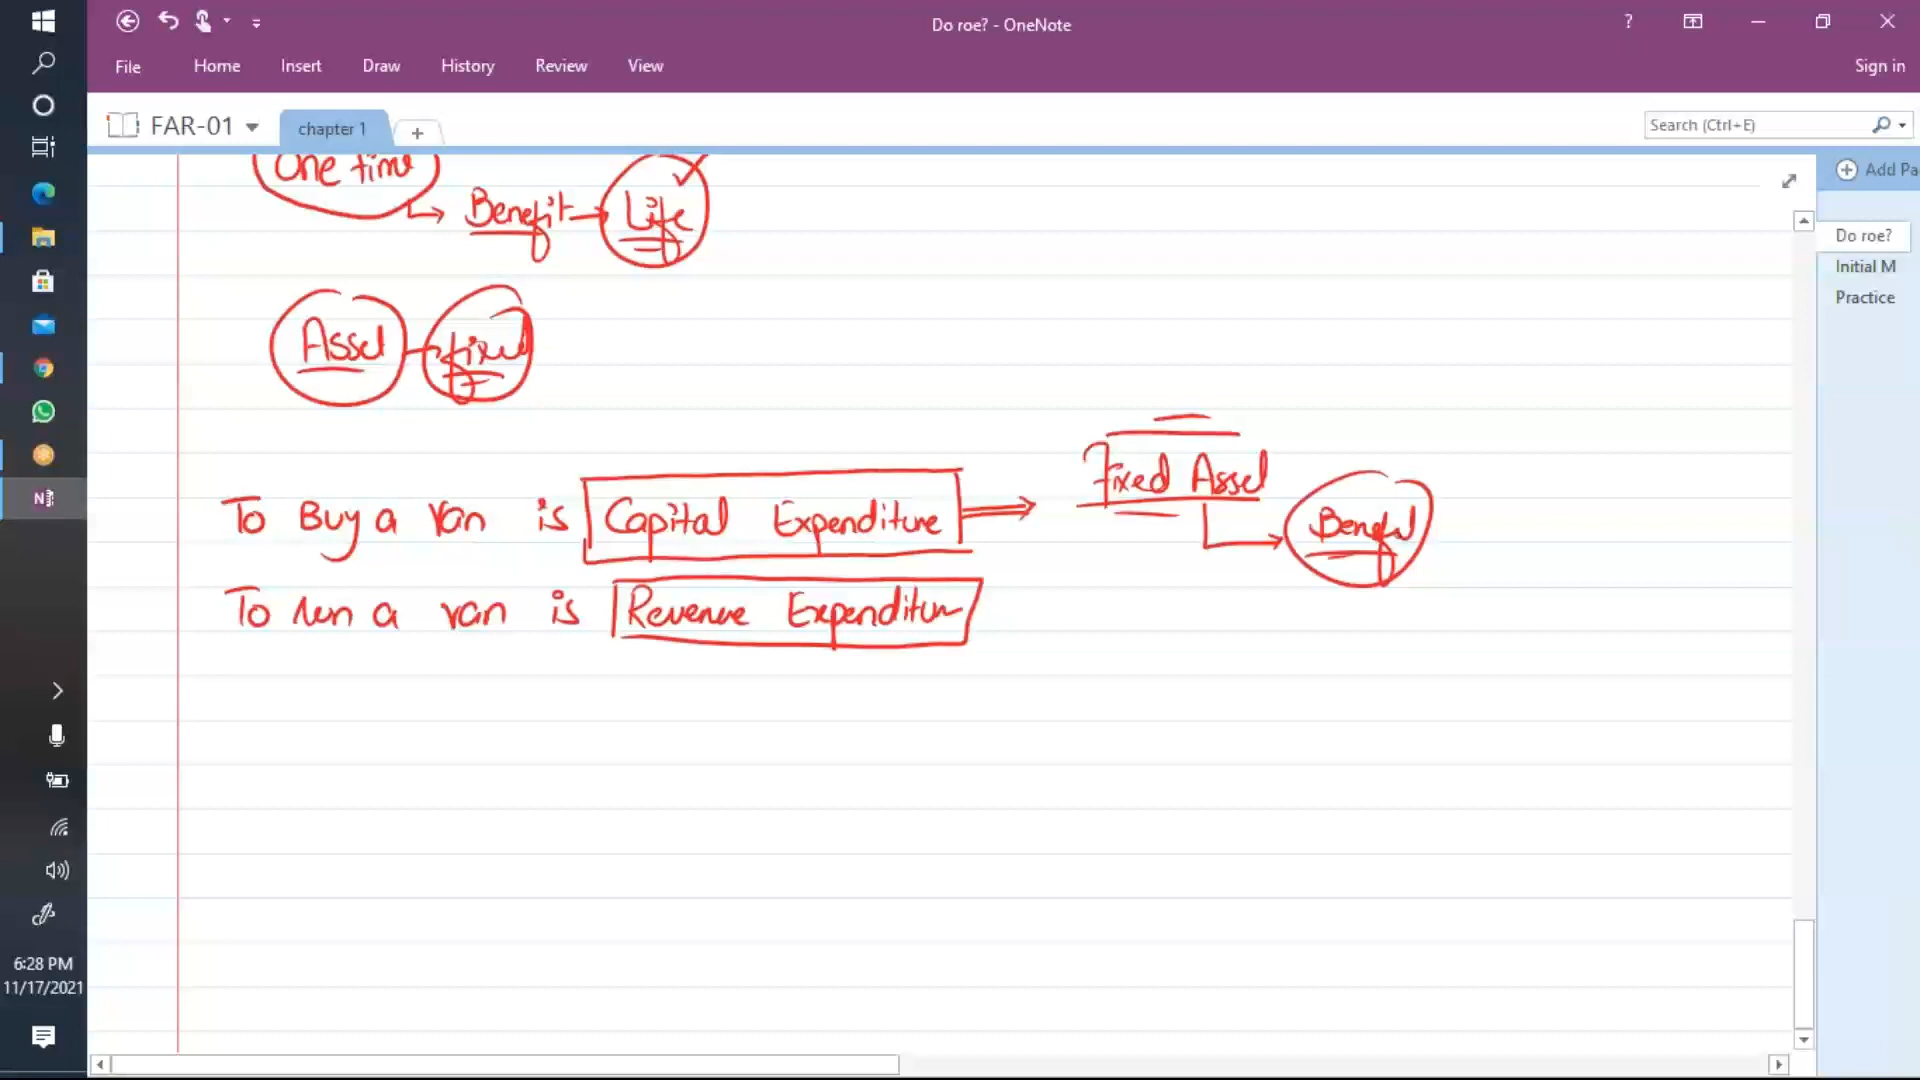 Do roe? - OneNote
?
File Home Insert Draw History Review View
Sign in
FAR-01 chapter 1 +
Search (Ctrl+E)
Add Pa
Do roe?
Initial M
Practice
One time
Benefit Life
Asset fixed
Fixed Asset
To Buy a Van is Capital Expenditure
Benefit
To run a van is Revenue Expenditure
N
6:28 PM
11/17/2021